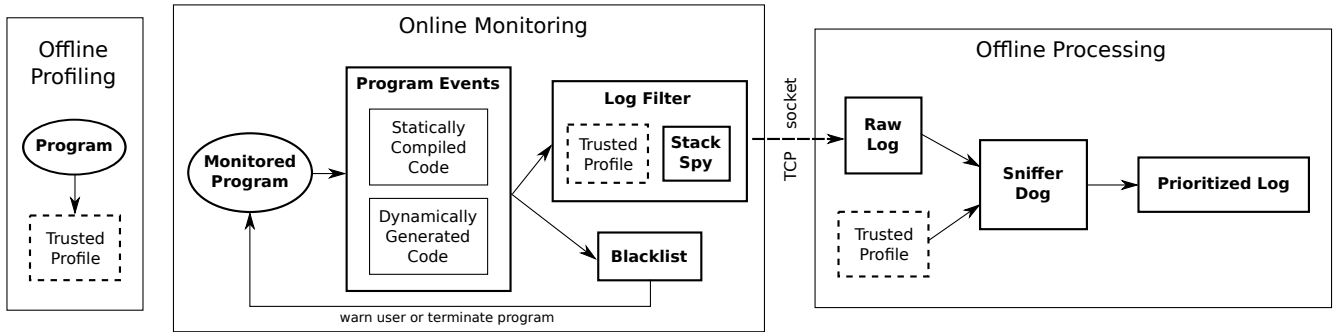 Offline
Profiling
Program
Trusted
Profile
Online Monitoring
Monitored
Program
Program Events
Statically
Compiled
Code
Dynamically
Generated
Code
Log Filter
Trusted
Profile
Stack
Spy
Blacklist
warn user or terminate program
TCP socket
Offline Processing
Raw
Log
Trusted
Profile
Sniffer
Dog
Prioritized Log